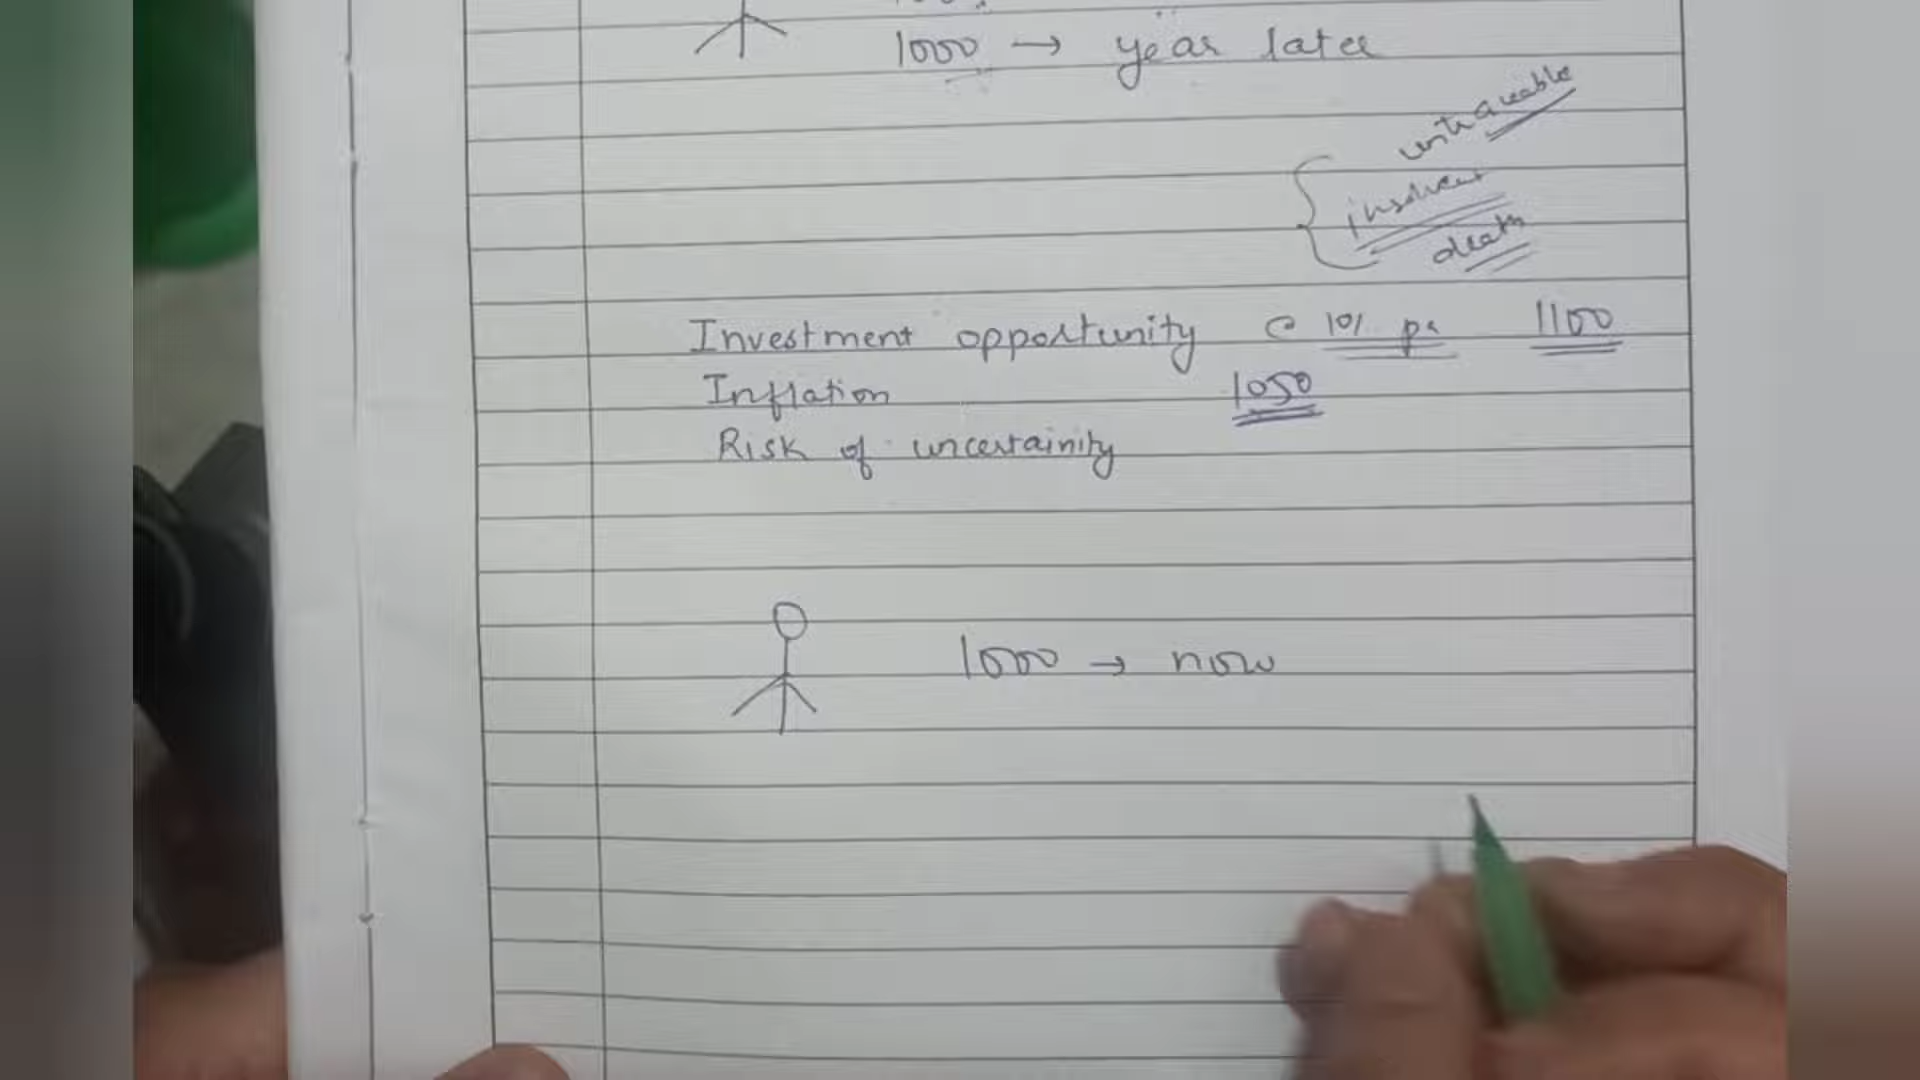 1000 → year later
untraceable
insolvent
death
Investment opportunity @ 10% pa 1100
Inflation 1050
Risk of uncertainity
1000 → now